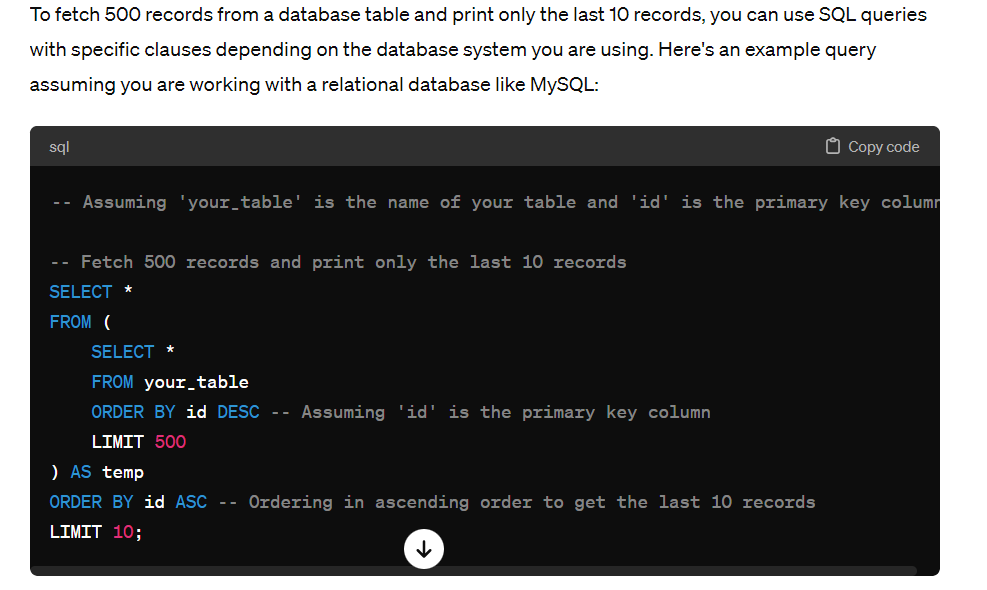 To fetch 500 records from a database table and print only the last 10 records, you can use SQL queries
with specific clauses depending on the database system you are using. Here's an example query
assuming you are working with a relational database like MySQL:
sql
Copy code
-- Assuming 'your_table' is the name of your table and 'id' is the primary key column
-- Fetch 500 records and print only the last 10 records
SELECT *
FROM (
SELECT *
FROM your_table
ORDER BY id DESC -- Assuming 'id' is the primary key column
LIMIT 500
) AS temp
ORDER BY id ASC -- Ordering in ascending order to get the last 10 records
LIMIT 10;